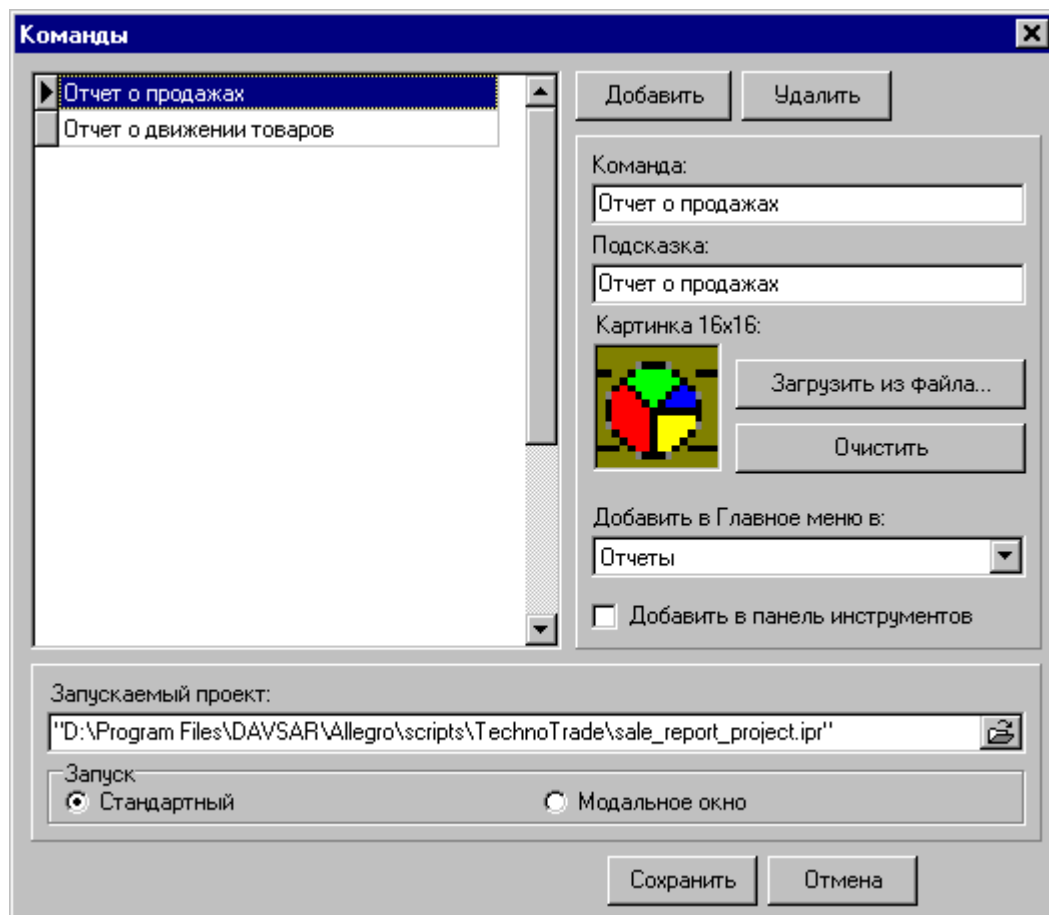 Команды
Отчет о продажах
Отчет о движении товаров
Добавить
Удалить
Команда:
Отчет о продажах
Подсказка:
Отчет о продажах
Картинка 16x16:
Загрузить из файла...
Очистить
Добавить в Главное меню в:
Отчеты
Добавить в панель инструментов
Запускаемый проект:
"D:\Program Files\DAVSAR\Allegro\scripts\TechnoTrade\sale_report_project.ipr"
Запуск
Стандартный
Модальное окно
Сохранить
Отмена